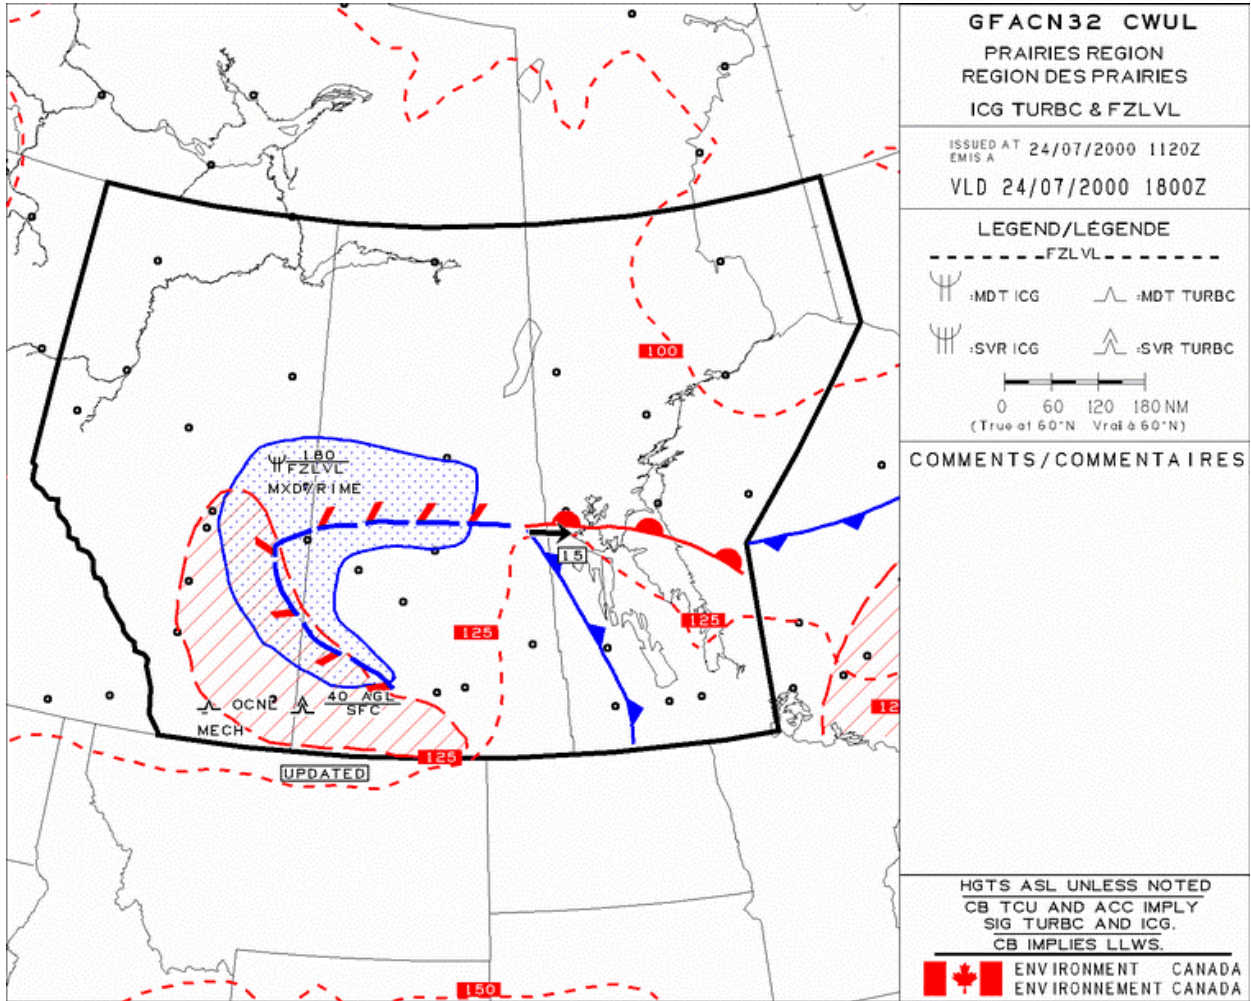 GFACN32 CWUL
PRAIRIES REGION
REGION DES PRAIRIES
ICG TURBC & FZLVL
ISSUED AT
EMIS A
24/07/2000 1120Z
VLD 24/07/2000 1800Z
LEGEND/LÉGENDE
FZLVL
:MDT ICG
:MDT TURBC
:SVR ICG
:SVR TURBC
0 60 120 180 NM
(True at 60°N Vrai à 60°N)
COMMENTS/COMMENTAIRES
100
180
FZLVL
MXD/RIME
15
125
125
OCNL
40 AGL
SFC
MECH
125
UPDATED
12
150
HGTS ASL UNLESS NOTED
CB TCU AND ACC IMPLY
SIG TURBC AND ICG.
CB IMPLIES LLWS.
ENVIRONMENT CANADA
ENVIRONNEMENT CANADA